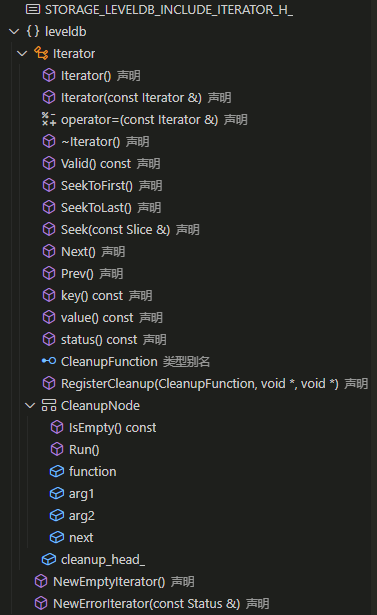 STORAGE_LEVELDB_INCLUDE_ITERATOR_H_
{} leveldb
Iterator
Iterator() 声明
Iterator(const Iterator &) 声明
operator=(const Iterator &) 声明
~Iterator() 声明
Valid() const 声明
SeekToFirst() 声明
SeekToLast() 声明
Seek(const Slice &) 声明
Next() 声明
Prev() 声明
key() const 声明
value() const 声明
status() const 声明
CleanupFunction 类型别名
RegisterCleanup(CleanupFunction, void *, void *) 声明
CleanupNode
IsEmpty() const
Run()
function
arg1
arg2
next
cleanup_head_
NewEmptyIterator() 声明
NewErrorIterator(const Status &) 声明